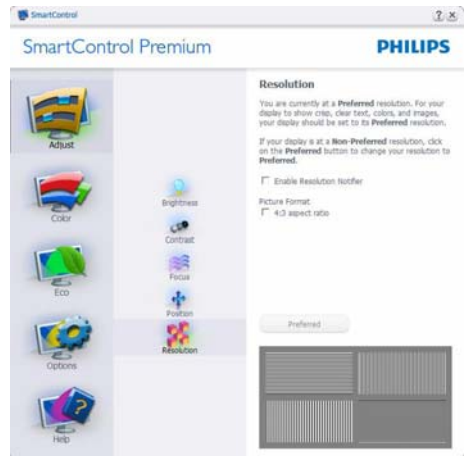 SmartControl
SmartControl Premium
PHILIPS
Adjust
Color
Eco
Options
Help
Brightness
Contrast
Focus
Position
Resolution
Resolution
You are currently at a Preferred resolution. For your
display to show crisp, clear text, colors, and images,
your display should be set to its Preferred resolution.
If your display is at a Non-Preferred resolution, click
on the Preferred button to change your resolution to
Preferred.
Enable Resolution Notifier
Picture Format
4:3 aspect ratio
Preferred